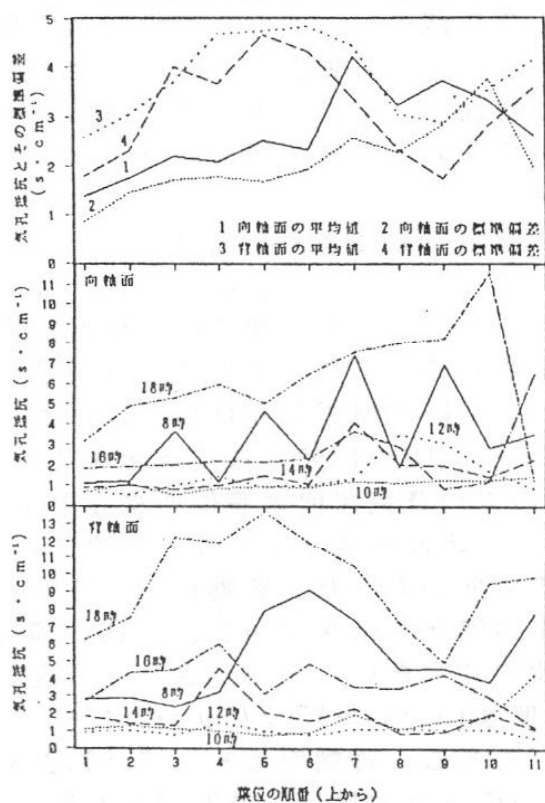 気孔抵抗とその標準偏差
(s・cm⁻¹)
5
4
3
2
1
0
3
4
1
2
1 向軸面の平均値 2 向軸面の標準偏差
3 背軸面の平均値 4 背軸面の標準偏差
気孔抵抗 (s・cm⁻¹)
向軸面
11
10
9
8
7
6
5
4
3
2
1
0
18時
8時
16時
14時
12時
10時
気孔抵抗 (s・cm⁻¹)
背軸面
13
12
11
10
9
8
7
6
5
4
3
2
1
0
18時
16時
8時
14時
12時
10時
1 2 3 4 5 6 7 8 9 10 11
葉位の順番(上から)